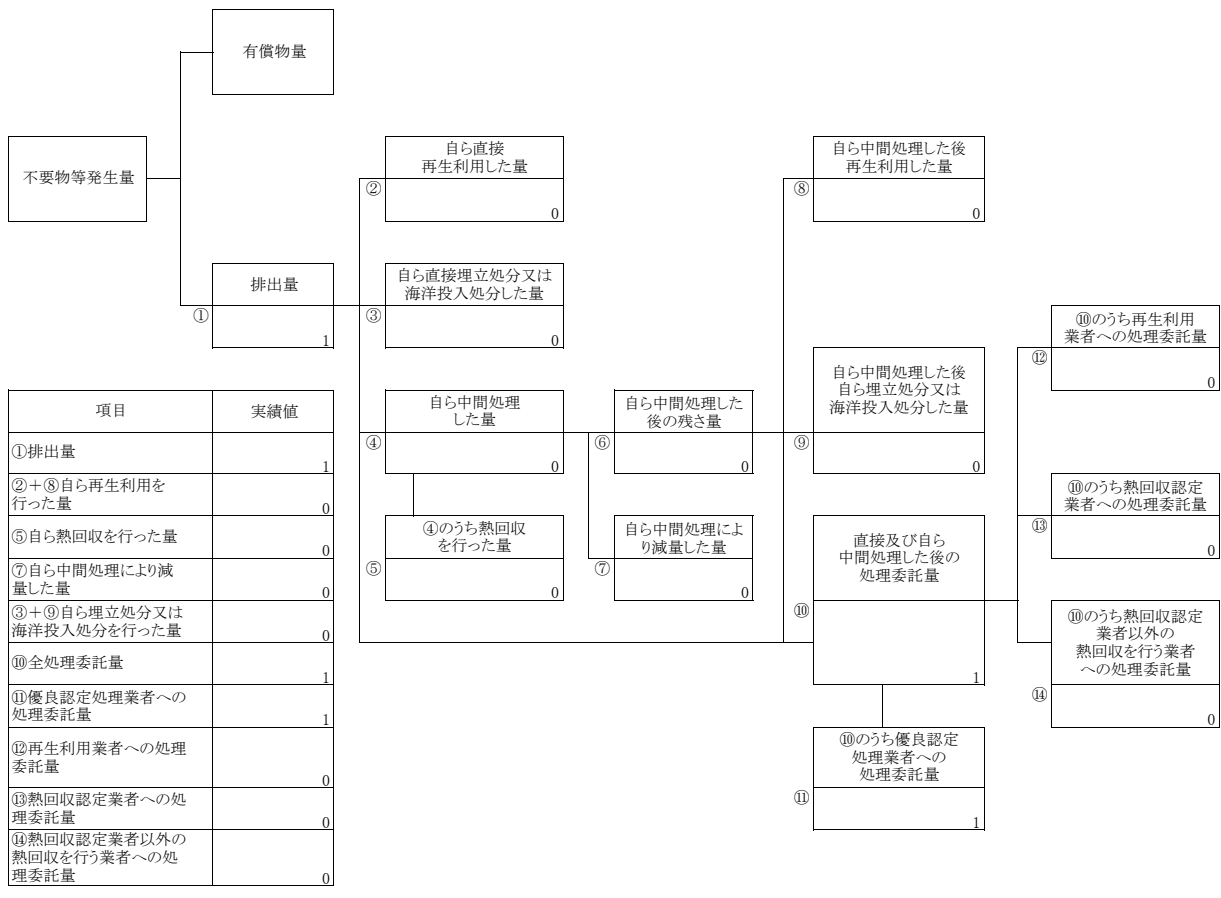 有償物量
不要物等発生量
自ら直接
再生利用した量
②
0
自ら中間処理した後
再生利用した量
⑧
0
排出量
①
1
自ら直接埋立処分又は
海洋投入処分した量
③
0
⑩のうち再生利用
業者への処理委託量
⑫
0
自ら中間処理した後
自ら埋立処分又は
海洋投入処分した量
⑨
0
自ら中間処理
した量
④
0
自ら中間処理した
後の残さ量
⑥
0
④のうち熱回収
を行った量
⑤
0
自ら中間処理によ
り減量した量
⑦
0
直接及び自ら
中間処理した後の
処理委託量
⑩
1
⑩のうち熱回収認定
業者への処理委託量
⑬
0
⑩のうち熱回収認定
業者以外の
熱回収を行う業者
への処理委託量
⑭
0
⑩のうち優良認定
処理業者への
処理委託量
⑪
1
項目 実績値
①排出量
1
②+⑧自ら再生利用を
行った量
0
⑤自ら熱回収を行った量
0
⑦自ら中間処理により減
量した量
0
③+⑨自ら埋立処分又は
海洋投入処分を行った量
0
⑩全処理委託量
1
⑪優良認定処理業者への
処理委託量
1
⑫再生利用業者への処理
委託量
0
⑬熱回収認定業者への処
理委託量
0
⑭熱回収認定業者以外の
熱回収を行う業者への処
理委託量
0